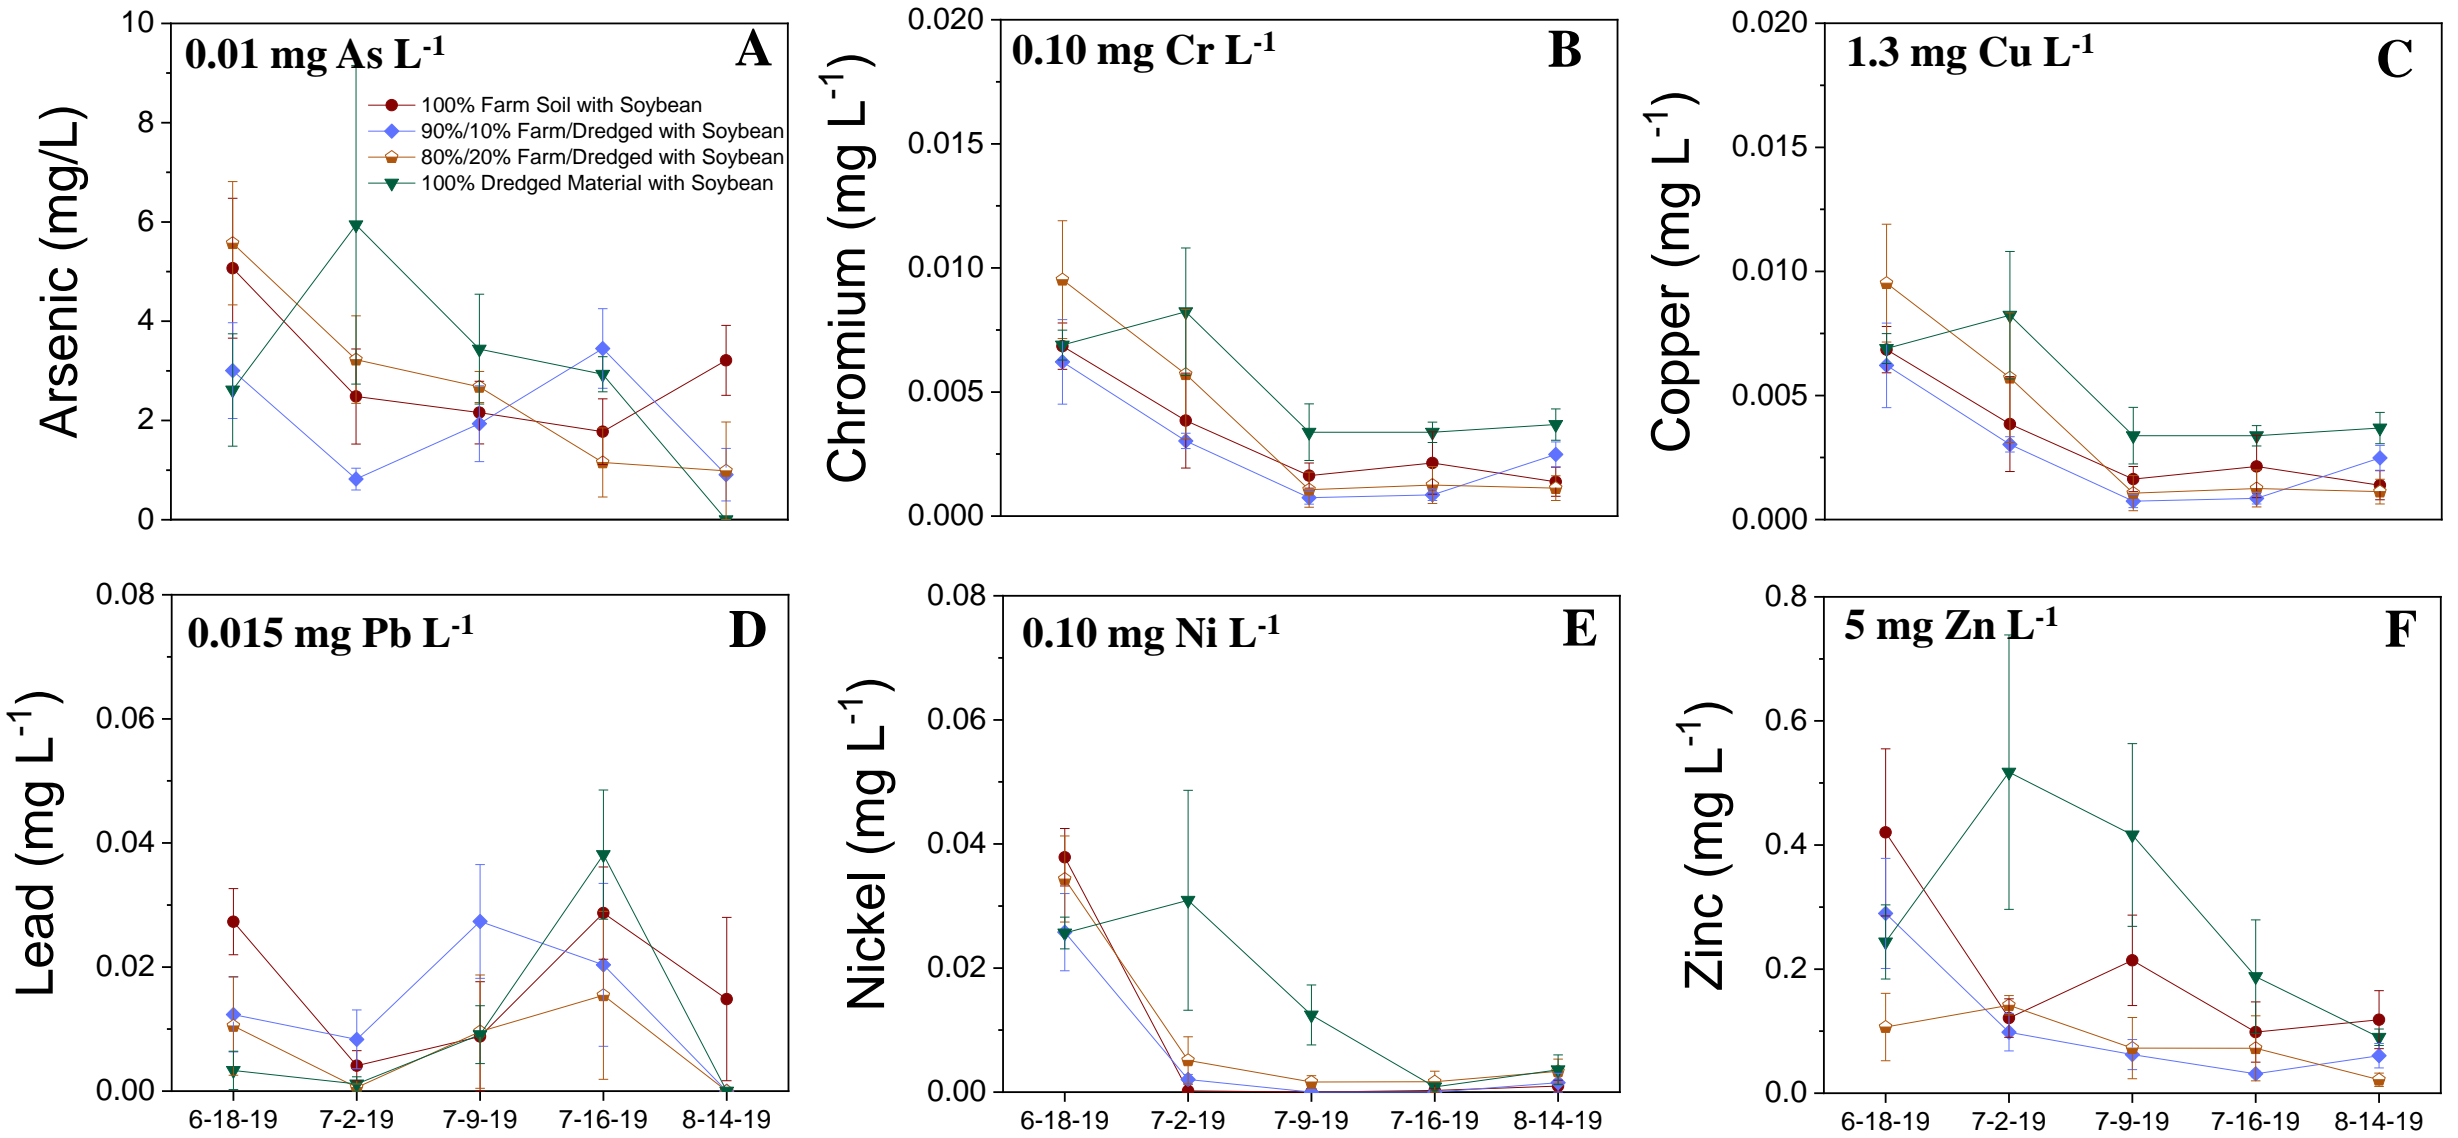 0.01 mg As L-1
A
Arsenic (mg/L)
10
8
6
4
2
0
100% Farm Soil with Soybean
90%/10% Farm/Dredged with Soybean
80%/20% Farm/Dredged with Soybean
100% Dredged Material with Soybean
0.10 mg Cr L-1
B
Chromium (mg L-1)
0.020
0.015
0.010
0.005
0.000
1.3 mg Cu L-1
C
Copper (mg L-1)
0.020
0.015
0.010
0.005
0.000
0.015 mg Pb L-1
D
Lead (mg L-1)
0.08
0.06
0.04
0.02
0.00
6-18-19 7-2-19 7-9-19 7-16-19 8-14-19
0.10 mg Ni L-1
E
Nickel (mg L-1)
0.08
0.06
0.04
0.02
0.00
6-18-19 7-2-19 7-9-19 7-16-19 8-14-19
5 mg Zn L-1
F
Zinc (mg L-1)
0.8
0.6
0.4
0.2
0.0
6-18-19 7-2-19 7-9-19 7-16-19 8-14-19